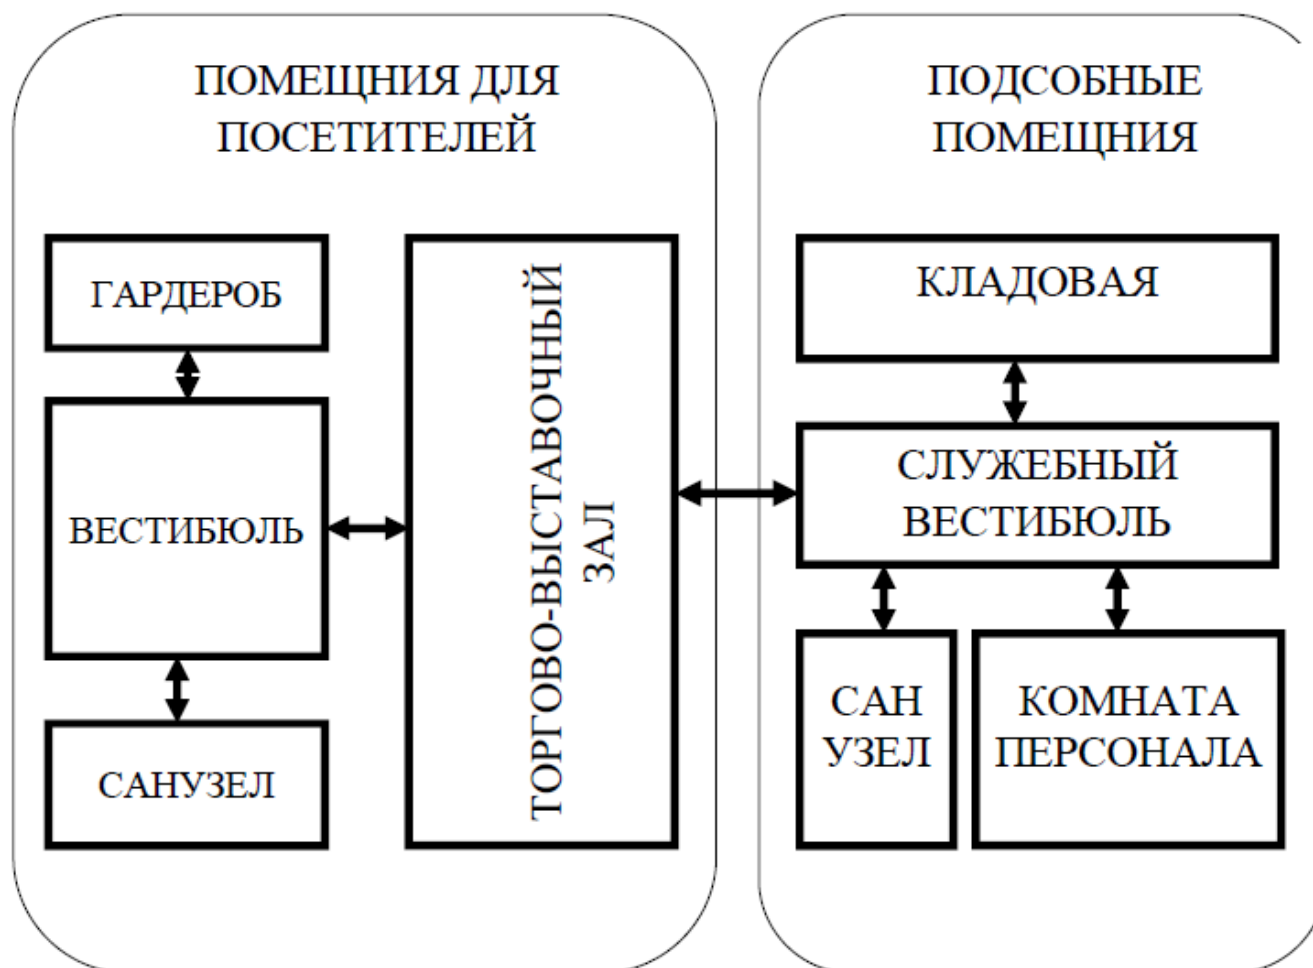 ПОМЕЩНИЯ ДЛЯ
ПОСЕТИТЕЛЕЙ
ГАРДЕРОБ
ВЕСТИБЮЛЬ
САНУЗЕЛ
ТОРГОВО-ВЫСТАВОЧНЫЙ
ЗАЛ
ПОДСОБНЫЕ
ПОМЕЩНИЯ
КЛАДОВАЯ
СЛУЖЕБНЫЙ
ВЕСТИБЮЛЬ
САН
УЗЕЛ
КОМНАТА
ПЕРСОНАЛА